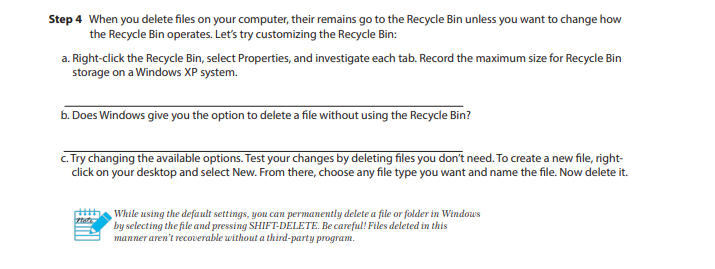 Step 4 When you delete files on your computer, their remains go to the Recycle Bin unless you want to change how
the Recycle Bin operates. Let's try customizing the Recycle Bin:
a. Right-click the Recycle Bin, select Properties, and investigate each tab. Record the maximum size for Recycle Bin
storage on a Windows XP system.
b. Does Windows give you the option to delete a file without using the Recycle Bin?
c. Try changing the available options. Test your changes by deleting files you don't need. To create a new file, right-
click on your desktop and select New. From there, choose any file type you want and name the file. Now delete it.
Note
While using the default settings, you can permanently delete a file or folder in Windows
by selecting the file and pressing SHIFT-DELETE. Be careful! Files deleted in this
manner aren't recoverable without a third-party program.